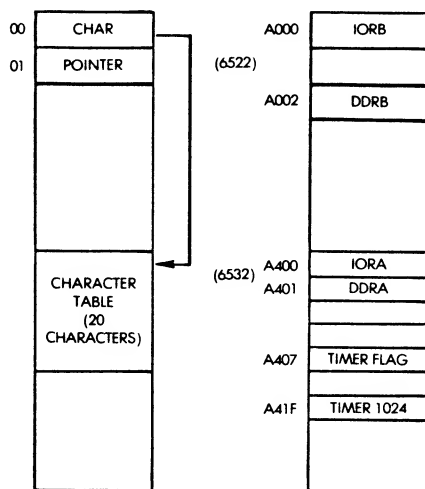 00 CHAR
01 POINTER
CHARACTER
TABLE
(20
CHARACTERS)
A000 IORB
(6522)
A002 DDRB
(6532)
A400 IORA
A401 DDRA
A407 TIMER FLAG
A41F TIMER 1024